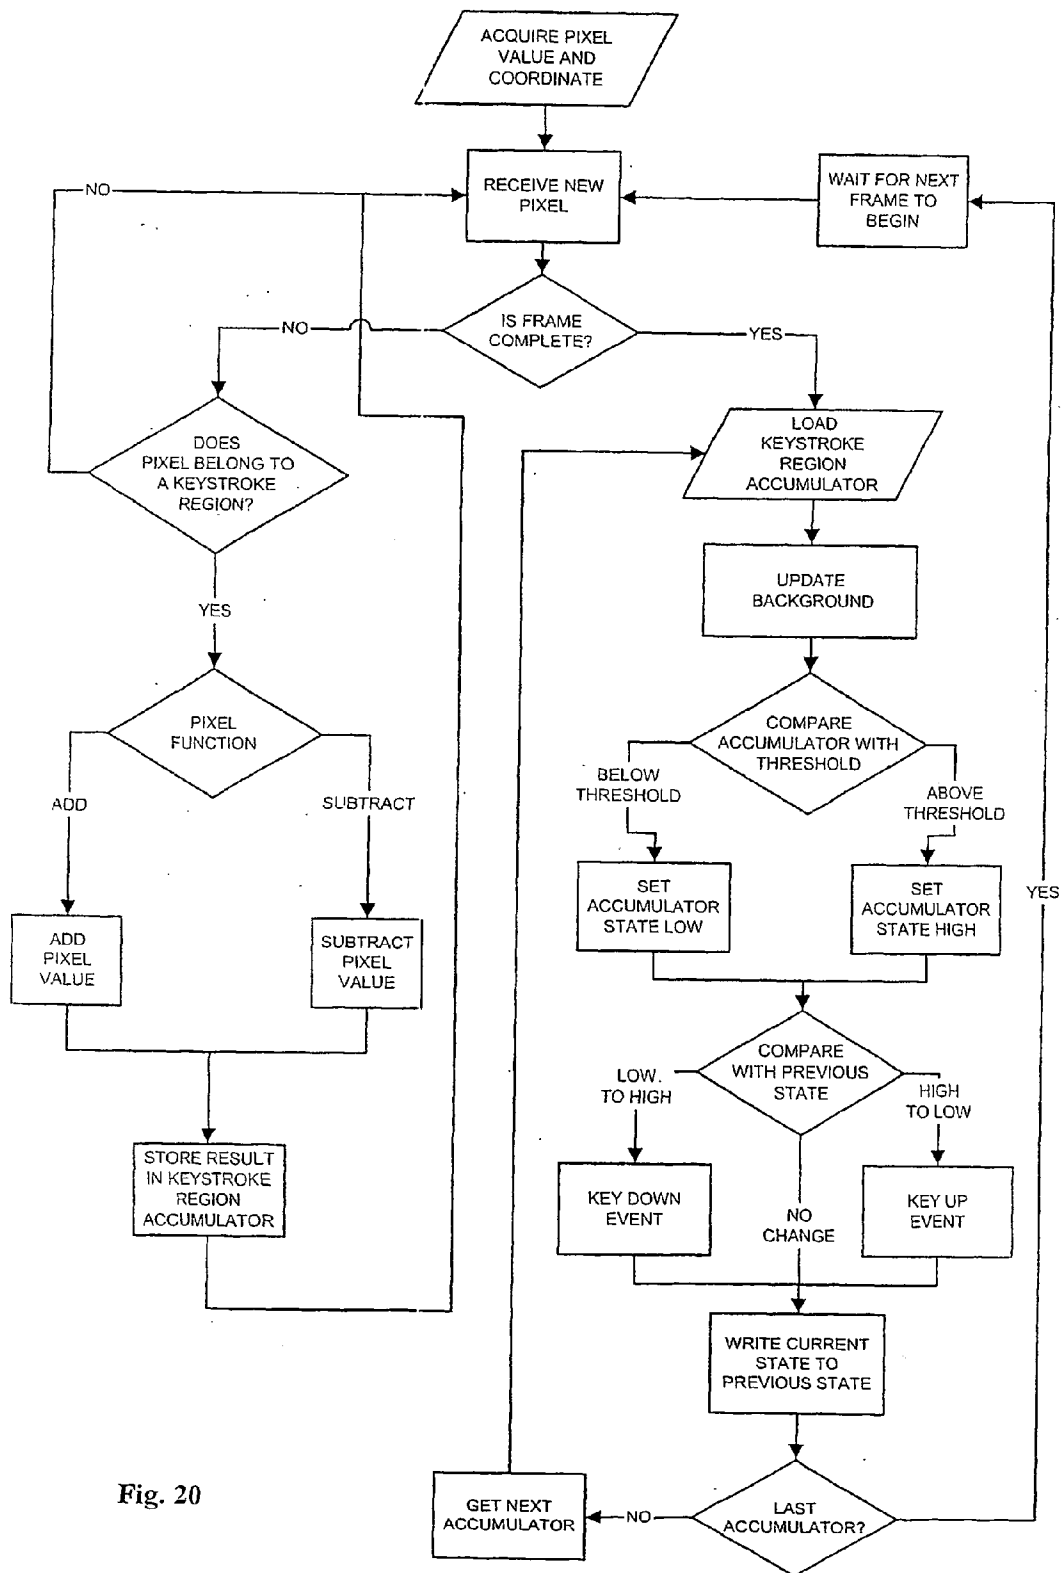 ACQUIRE PIXEL
VALUE AND
COORDINATE
RECEIVE NEW
PIXEL
WAIT FOR NEXT
FRAME TO
BEGIN
NO
IS FRAME
COMPLETE?
NO
YES
DOES
PIXEL BELONG TO
A KEYSTROKE
REGION?
LOAD
KEYSTROKE
REGION
ACCUMULATOR
UPDATE
BACKGROUND
YES
PIXEL
FUNCTION
COMPARE
ACCUMULATOR WITH
THRESHOLD
ADD
SUBTRACT
BELOW
THRESHOLD
ABOVE
THRESHOLD
SET
ACCUMULATOR
STATE LOW
SET
ACCUMULATOR
STATE HIGH
YES
ADD
PIXEL
VALUE
SUBTRACT
PIXEL
VALUE
COMPARE
WITH PREVIOUS
STATE
LOW.
TO HIGH
HIGH
TO LOW
STORE RESULT
IN KEYSTROKE
REGION
ACCUMULATOR
KEY DOWN
EVENT
NO
CHANGE
KEY UP
EVENT
WRITE CURRENT
STATE TO
PREVIOUS STATE
GET NEXT
ACCUMULATOR
NO
LAST
ACCUMULATOR?
Fig. 20